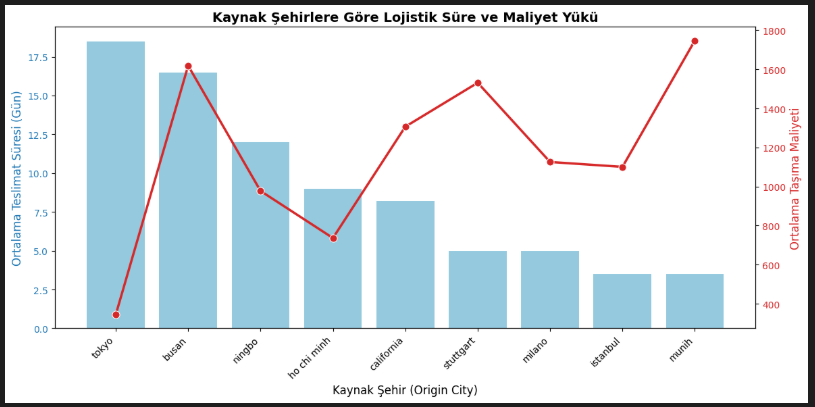 Kaynak Şehirlere Göre Lojistik Süre ve Maliyet Yükü
Ortalama Teslimat Süresi (Gün)
17.5
15.0
12.5
10.0
7.5
5.0
2.5
0.0
1800
1600
1400
1200
1000
800
600
400
Ortalama Taşıma Maliyeti
tokyo
busan
ningbo
ho chi minh
california
stuttgart
milano
istanbul
munih
Kaynak Şehir (Origin City)